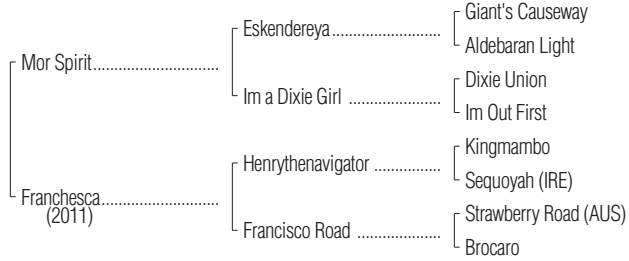 Giant's Causeway
Eskendereya
Aldebaran Light
Mor Spirit
Dixie Union
Im a Dixie Girl
Im Out First
Kingmambo
Henrythenavigator
Sequoyah (IRE)
Franchesca
(2011)
Strawberry Road (AUS)
Francisco Road
Brocaro